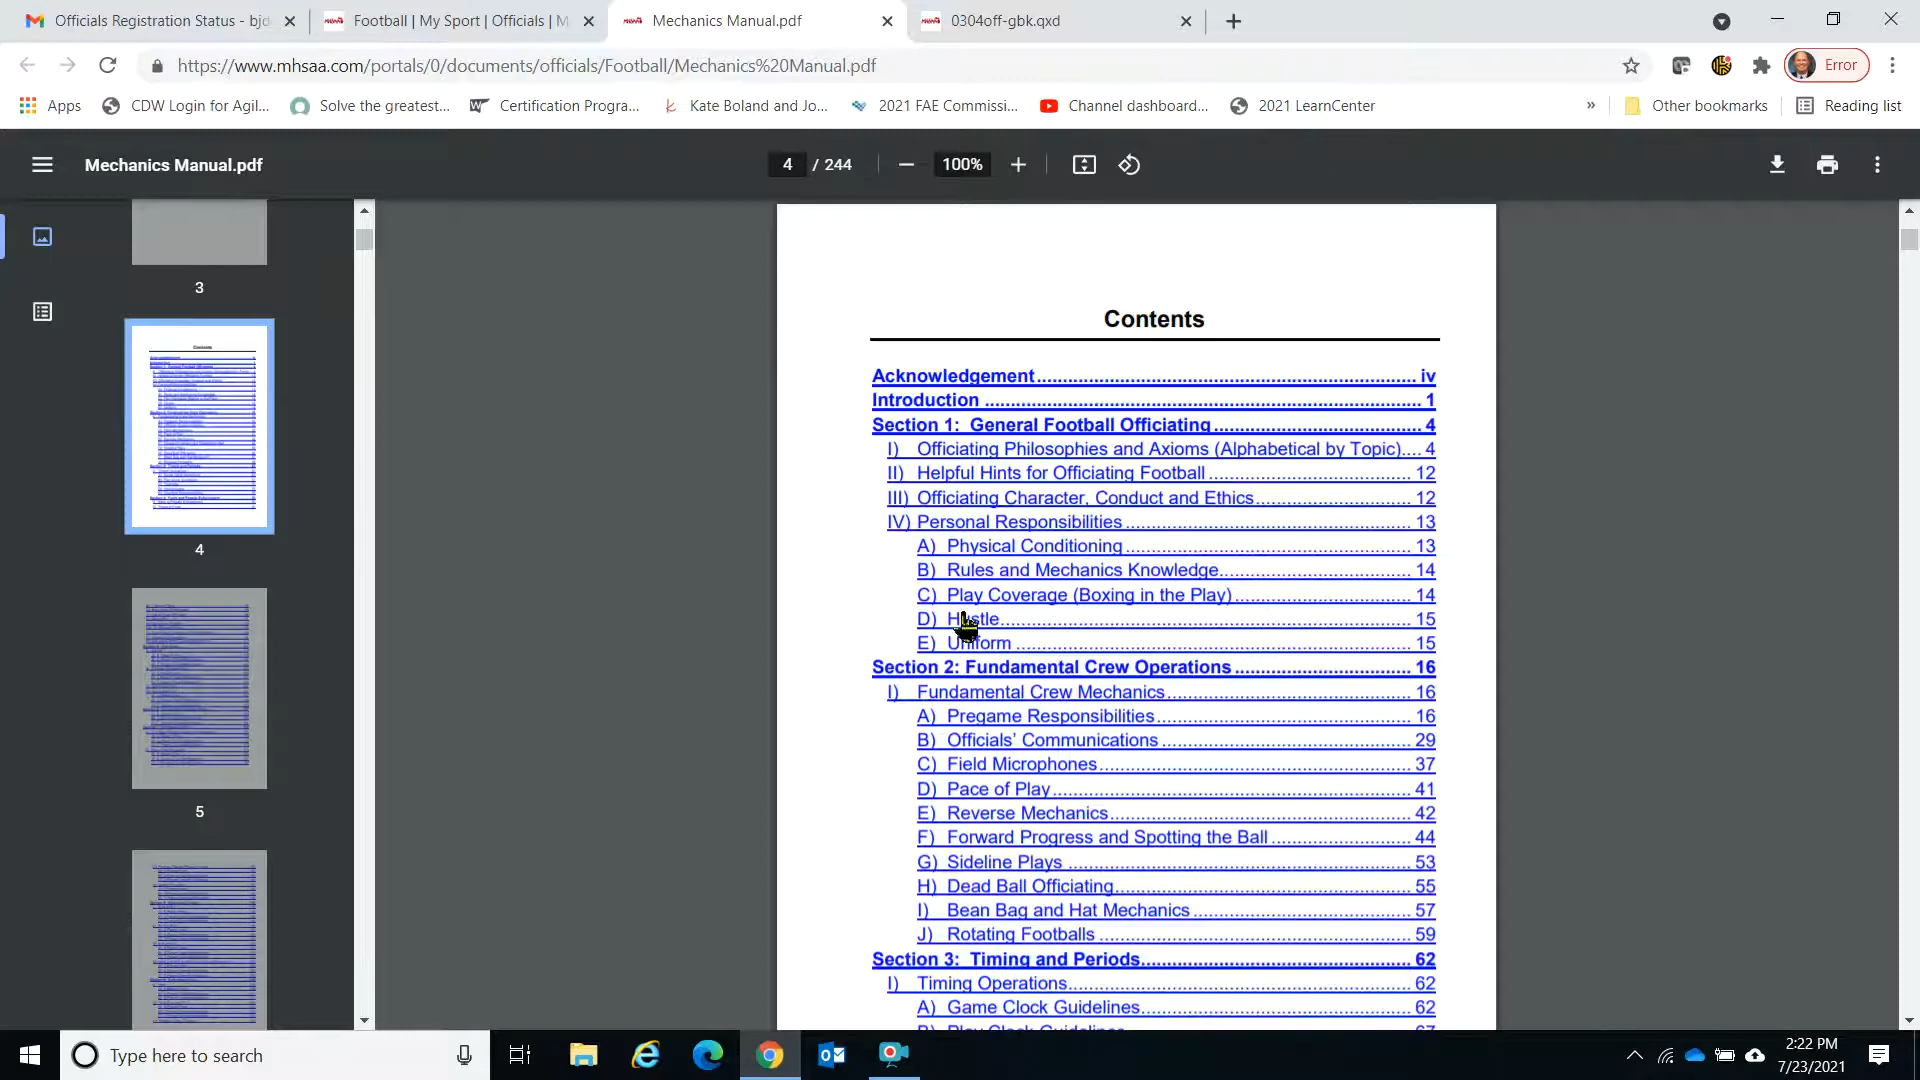 Officials Registration Status - bjd
Football | My Sport | Officials | M
Mechanics Manual.pdf
0304off-gbk.qxd
https://www.mhsaa.com/portals/0/documents/officials/Football/Mechanics%20Manual.pdf
Error
Apps
CDW Login for Agil...
Solve the greatest...
Certification Progra...
Kate Boland and Jo...
2021 FAE Commissi...
Channel dashboard...
2021 LearnCenter
»
Other bookmarks
Reading list
Mechanics Manual.pdf
4 / 244
100%
3
4
5
Contents
Acknowledgement iv
Introduction 1
Section 1: General Football Officiating 4
I) Officiating Philosophies and Axioms (Alphabetical by Topic) 4
II) Helpful Hints for Officiating Football 12
III) Officiating Character, Conduct and Ethics 12
IV) Personal Responsibilities 13
A) Physical Conditioning 13
B) Rules and Mechanics Knowledge 14
C) Play Coverage (Boxing in the Play) 14
D) Hustle 15
E) Uniform 15
Section 2: Fundamental Crew Operations 16
I) Fundamental Crew Mechanics 16
A) Pregame Responsibilities 16
B) Officials' Communications 29
C) Field Microphones 37
D) Pace of Play 41
E) Reverse Mechanics 42
F) Forward Progress and Spotting the Ball 44
G) Sideline Plays 53
H) Dead Ball Officiating 55
I) Bean Bag and Hat Mechanics 57
J) Rotating Footballs 59
Section 3: Timing and Periods 62
I) Timing Operations 62
A) Game Clock Guidelines 62
B) Play Clock Guidelines 67
Type here to search
2:22 PM
7/23/2021